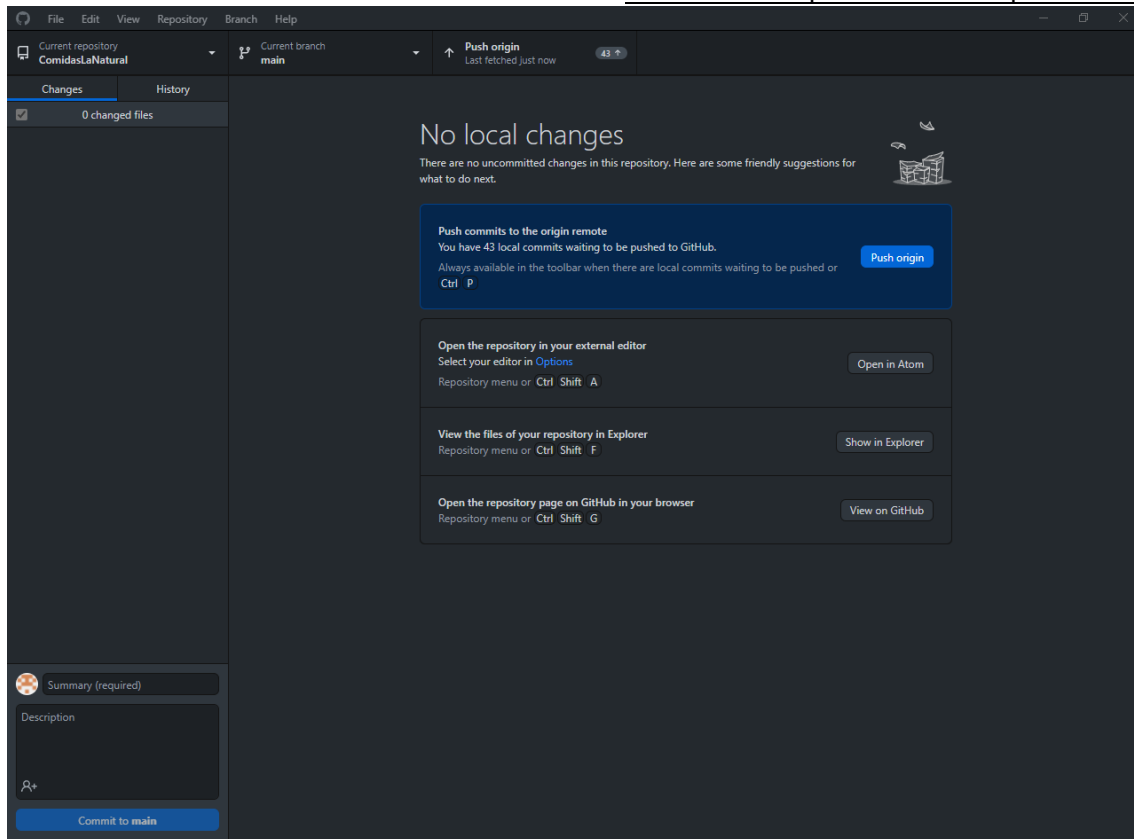 File Edit View Repository Branch Help
Current repository
ComidasLaNatural
Current branch
main
Push origin
Last fetched just now
43
Changes History
0 changed files
No local changes
There are no uncommitted changes in this repository. Here are some friendly suggestions for
what to do next.
Push commits to the origin remote
You have 43 local commits waiting to be pushed to GitHub.
Always available in the toolbar when there are local commits waiting to be pushed or
Ctrl P
Push origin
Open the repository in your external editor
Select your editor in Options
Repository menu or Ctrl Shift A
Open in Atom
View the files of your repository in Explorer
Repository menu or Ctrl Shift F
Show in Explorer
Open the repository page on GitHub in your browser
Repository menu or Ctrl Shift G
View on GitHub
Summary (required)
Description
Commit to main